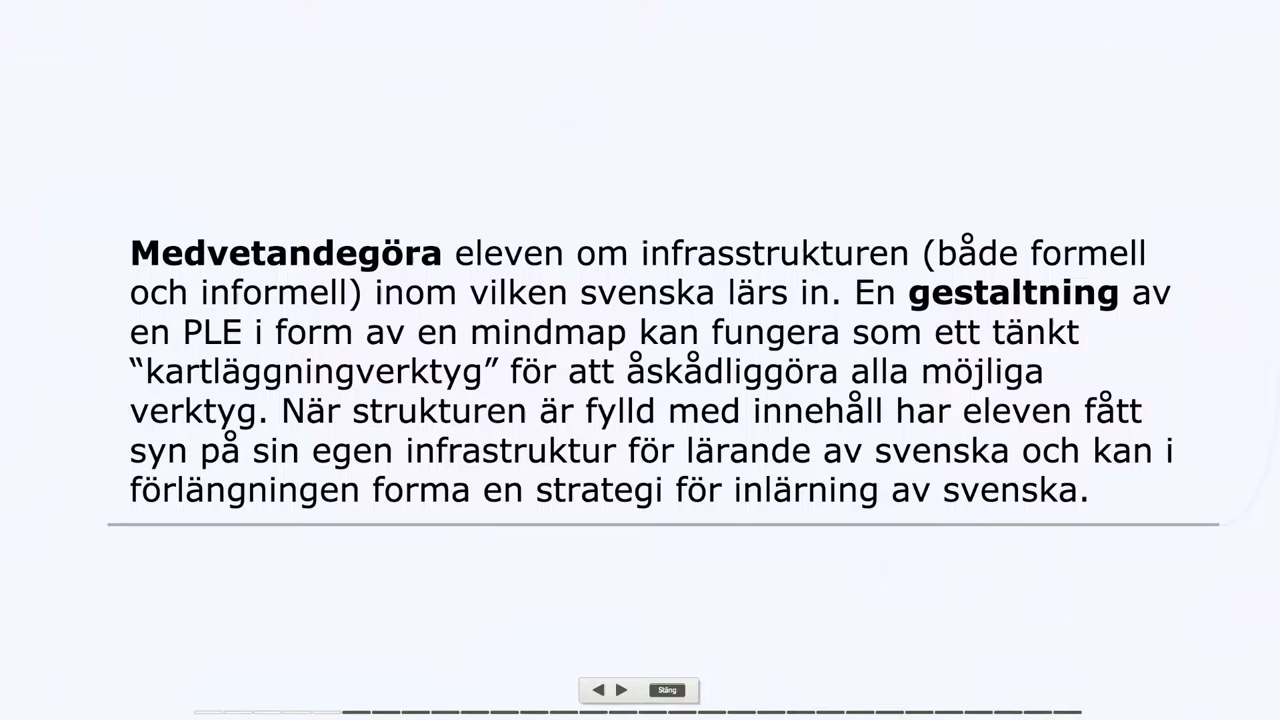 Medvetandegöra eleven om infrasstrukturen (både formell
och informell) inom vilken svenska lärs in. En gestaltning av
en PLE i form av en mindmap kan fungera som ett tänkt
“kartläggningverktyg” för att åskådliggöra alla möjliga
verktyg. När strukturen är fylld med innehåll har eleven fått
syn på sin egen infrastruktur för lärande av svenska och kan i
förlängningen forma en strategi för inlärning av svenska.
Stäng